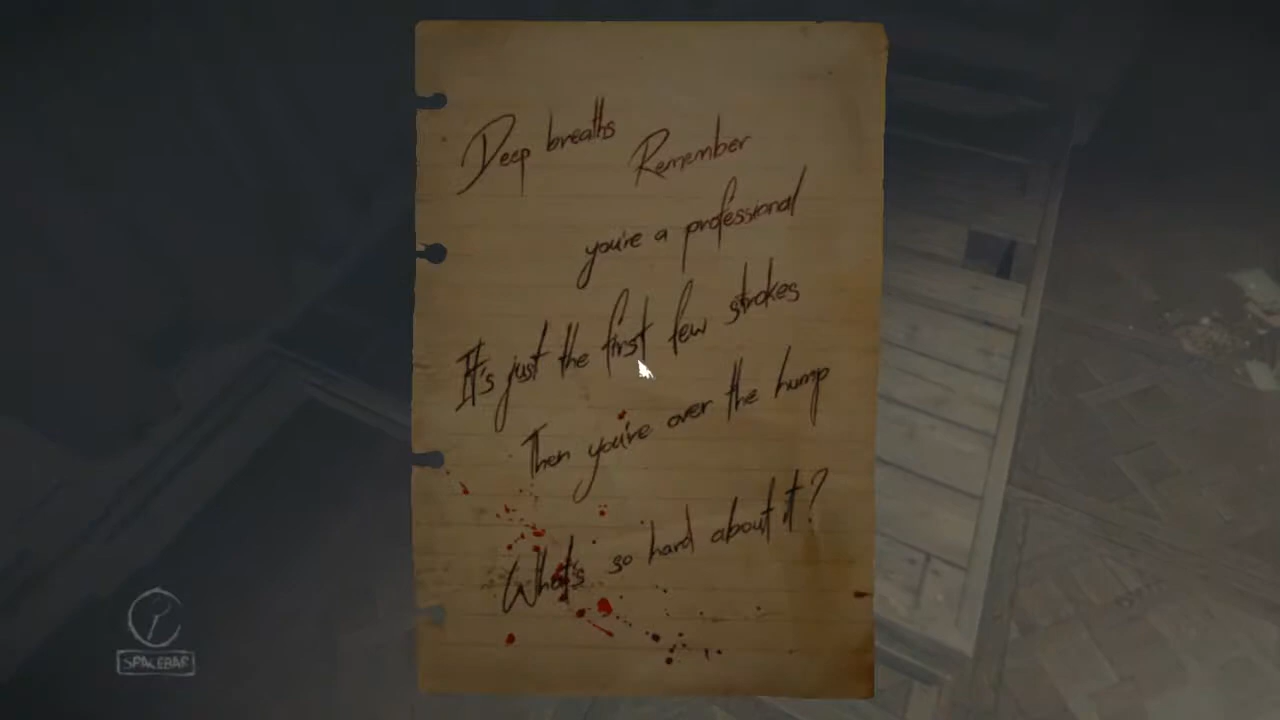 Deep breaths
Remember
you're a professional
It's just the first few strokes
Then you're over the hump
What's so hard about it?
SPACEBAR